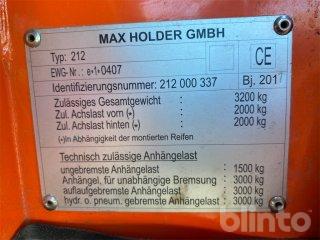 MAX HOLDER GMBH
Typ: 212
EWG- Nr.: e*1*0407
CE
Identifizierungsnummer: 212 000 337 Bj. 2017
Zulässiges Gesamtgewicht 3200 kg
Zul. Achslast vorn (*) 2000 kg
Zul. Achslast hinten (*) 2000 kg
(*)In Abhängigkeit der montierten Reifen
Technisch zulässige Anhängelast
ungebremste Anhängelast 1500 kg
Anhängel. für unabhängige Bremsung 3000 kg
auflaufgebremste Anhängelast 3000 kg
hydr. o. pneum. gebremste Anhängelast 3000 kg
blinto